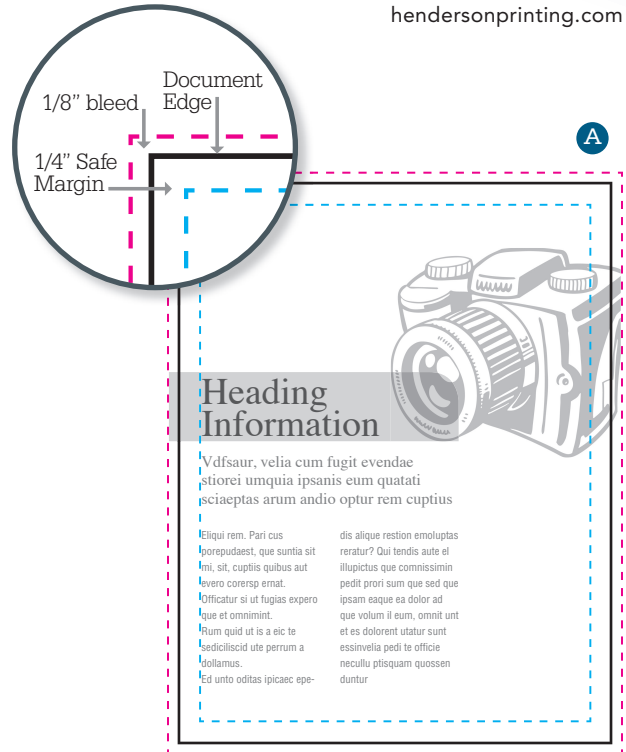 hendersonprinting.com
Document
Edge
1/8” bleed
1/4” Safe
Margin
A
Heading
Information
Vdfsaur, velia cum fugit evendae
stiorei umquia ipsanis eum quatati
sciaeptas arum andio optur rem cuptius
Eliqui rem. Pari cus
porepudaest, que suntia sit
mi, sit, cuptiis quibus aut
evero corersp ernat.
Officatur si ut fugias expero
que et omnimint.
Rum quid ut is a eic te
sediciliscid ute perrum a
dollamus.
Ed unto oditas ipicaec epe-
dis alique restion emoluptas
reratur? Qui tendis aute el
illupictus que comnissimin
pedit prori sum que sed que
ipsam eaque ea dolor ad
que volum il eum, omnit unt
et es dolorent utatur sunt
essinvelia pedi te officie
necullu ptisquam quossen
duntur